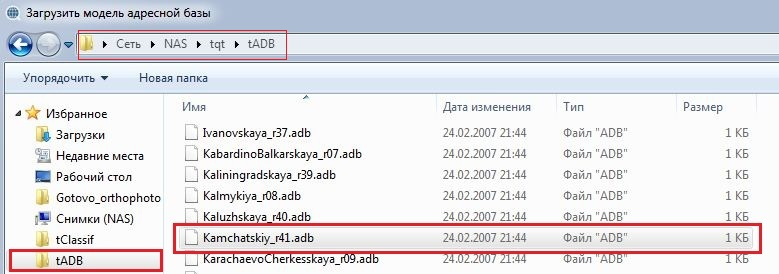 Загрузить модель адресной базы
Сеть NAS tqt tADB
Упорядочить Новая папка
Имя Дата изменения Тип Размер
Избранное
Загрузки
Недавние места
Рабочий стол
Gotovo_orthophoto
Снимки (NAS)
tClassif
tADB
Ivanovskaya_r37.adb 24.02.2007 21:44 Файл "ADB" 1 КБ
KabardinoBalkarskaya_r07.adb 24.02.2007 21:44 Файл "ADB" 1 КБ
Kaliningradskaya_r39.adb 24.02.2007 21:44 Файл "ADB" 1 КБ
Kalmykiya_r08.adb 24.02.2007 21:44 Файл "ADB" 1 КБ
Kaluzhskaya_r40.adb 24.02.2007 21:44 Файл "ADB" 1 КБ
Kamchatskiy_r41.adb 24.02.2007 21:44 Файл "ADB" 1 КБ
KarachaevoCherkesskaya_r09.adb 24.02.2007 21:44 Файл "ADB" 1 КБ